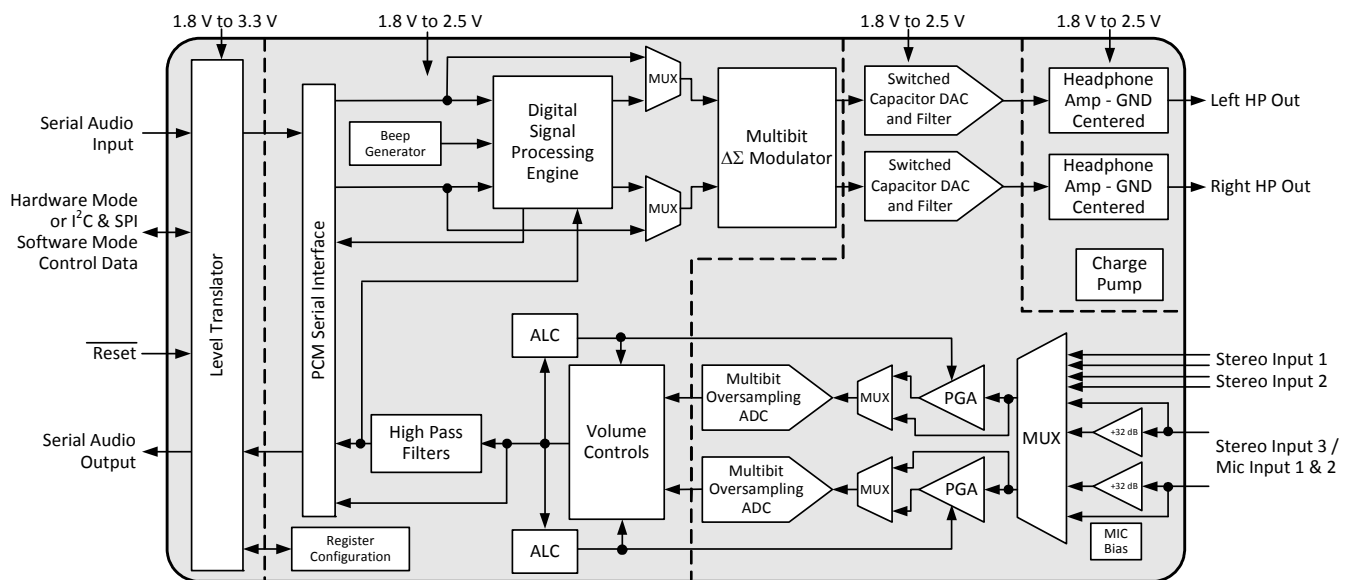 1.8 V to 3.3 V
1.8 V to 2.5 V
1.8 V to 2.5 V
1.8 V to 2.5 V
Serial Audio
Input
Hardware Mode
or I²C & SPI
Software Mode
Control Data
Reset
Serial Audio
Output
Level Translator
PCM Serial Interface
Beep
Generator
Digital
Signal
Processing
Engine
MUX
MUX
Multibit
ΔΣ Modulator
Switched
Capacitor DAC
and Filter
Switched
Capacitor DAC
and Filter
Headphone
Amp - GND
Centered
Headphone
Amp - GND
Centered
Left HP Out
Right HP Out
Charge
Pump
ALC
ALC
High Pass
Filters
Volume
Controls
Register
Configuration
Multibit
Oversampling
ADC
Multibit
Oversampling
ADC
MUX
MUX
PGA
PGA
MUX
+32 dB
+32 dB
MIC
Bias
Stereo Input 1
Stereo Input 2
Stereo Input 3 /
Mic Input 1 & 2